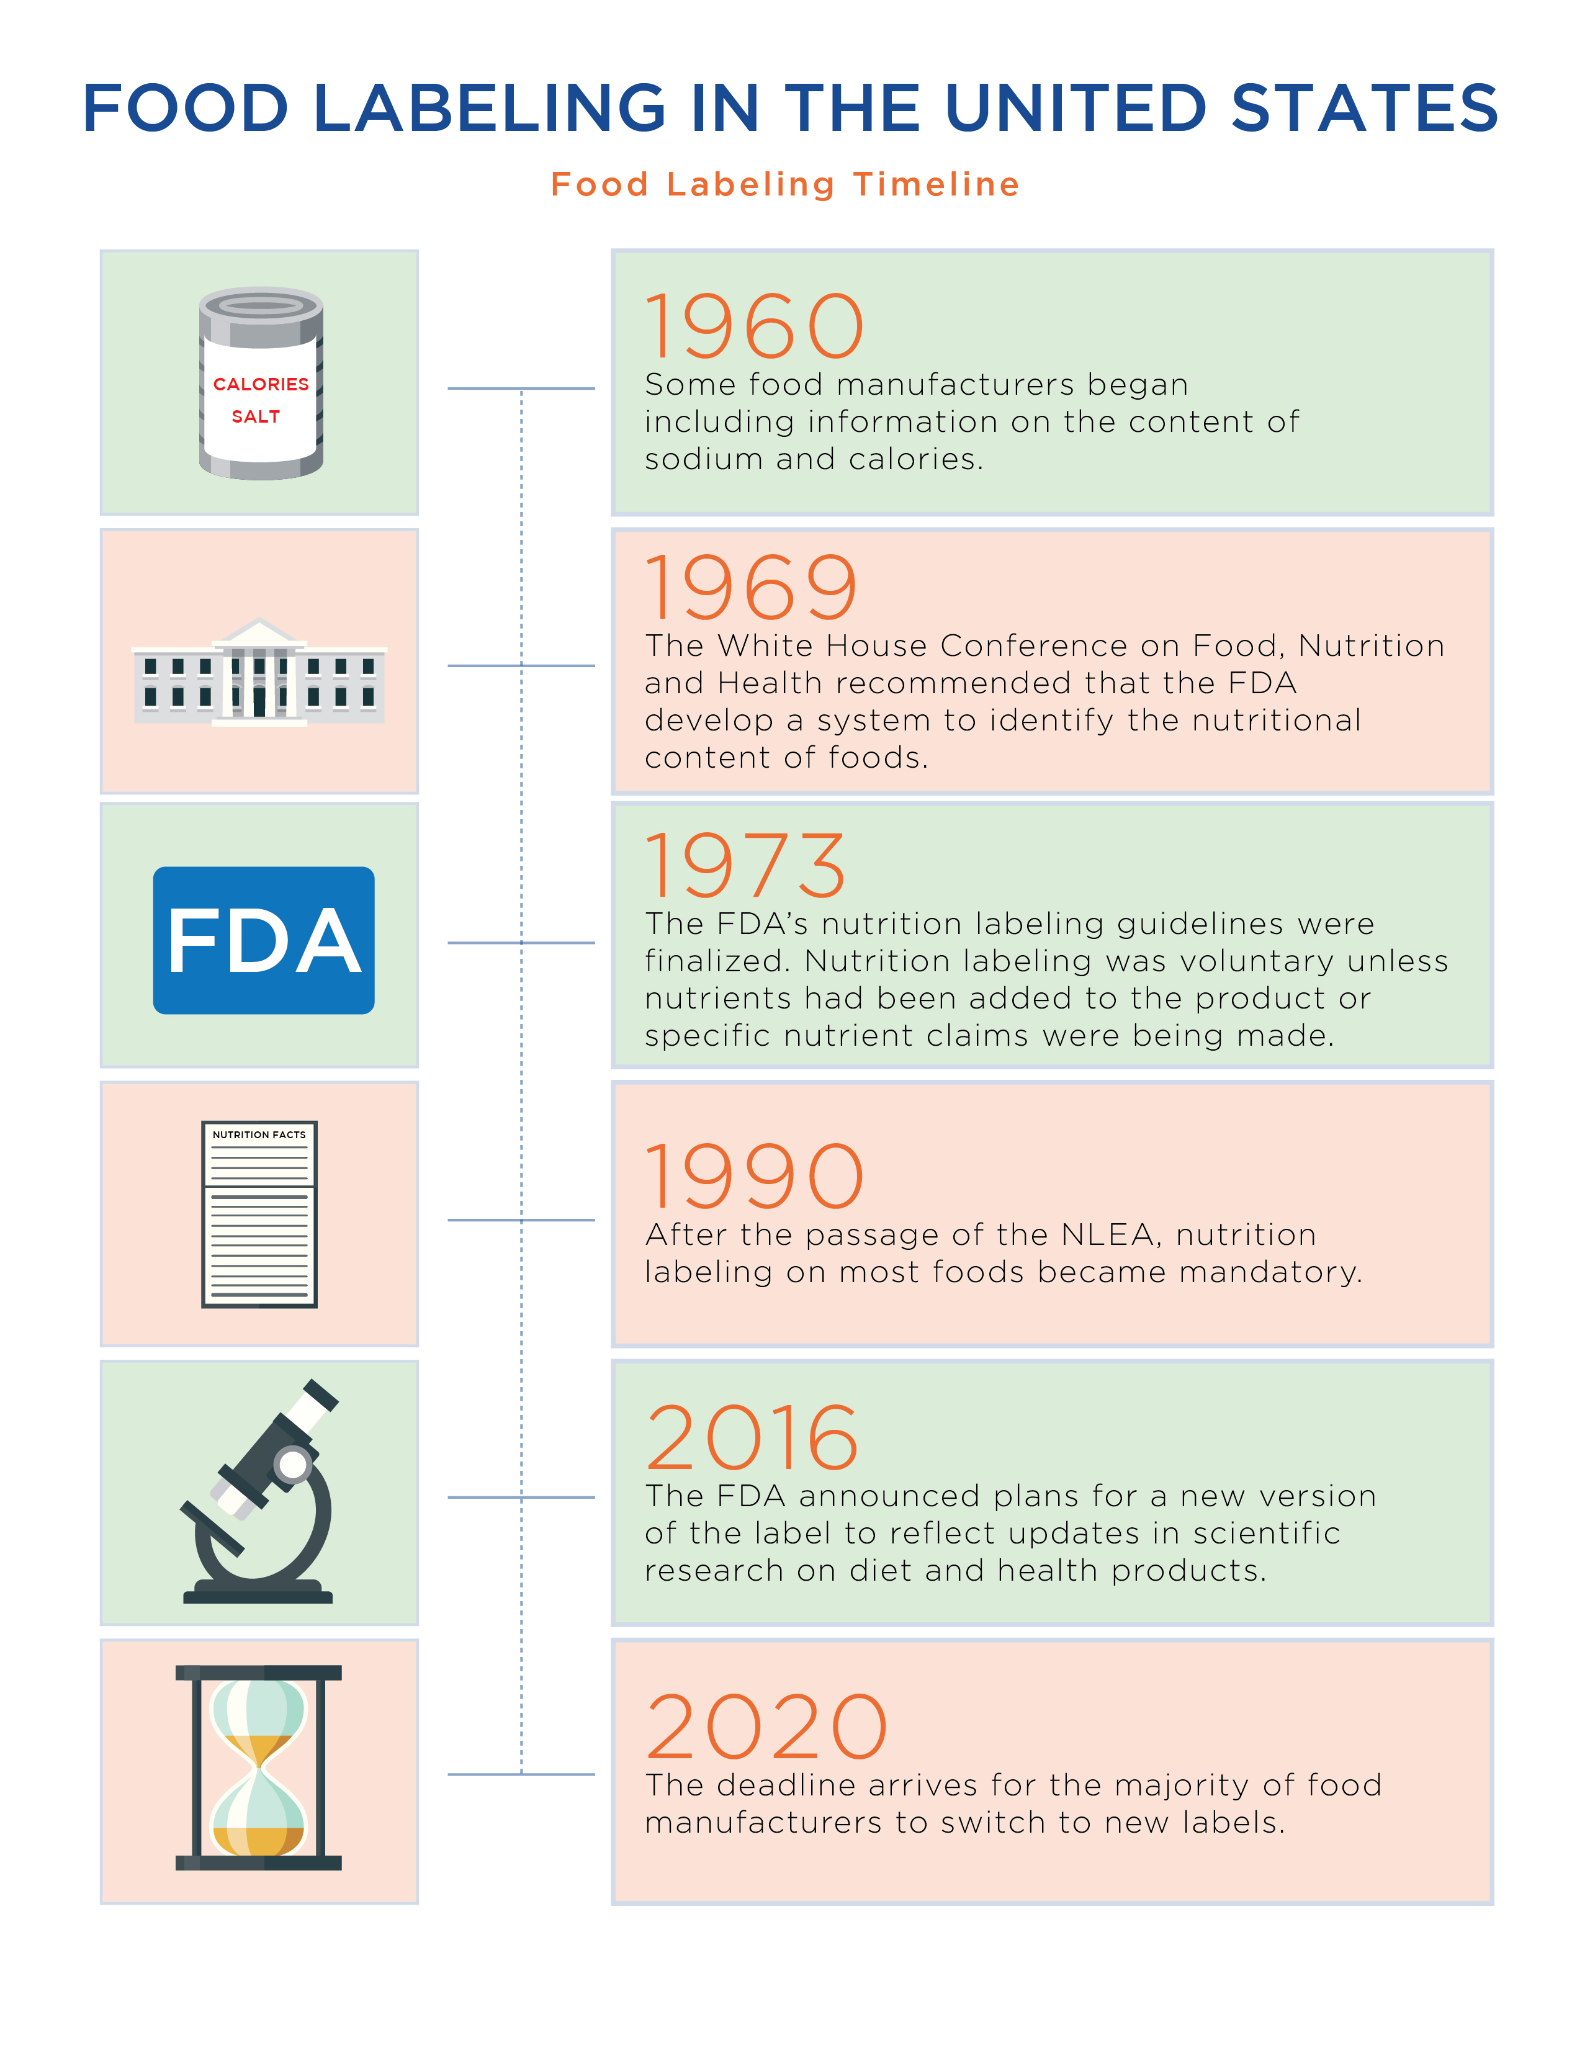 FOOD LABELING IN THE UNITED STATES
Food Labeling Timeline
CALORIES
SALT
1960
Some food manufacturers began
including information on the content of
sodium and calories.
1969
The White House Conference on Food, Nutrition
and Health recommended that the FDA
develop a system to identify the nutritional
content of foods.
FDA
1973
The FDA’s nutrition labeling guidelines were
finalized. Nutrition labeling was voluntary unless
nutrients had been added to the product or
specific nutrient claims were being made.
NUTRITION FACTS
1990
After the passage of the NLEA, nutrition
labeling on most foods became mandatory.
2016
The FDA announced plans for a new version
of the label to reflect updates in scientific
research on diet and health products.
2020
The deadline arrives for the majority of food
manufacturers to switch to new labels.